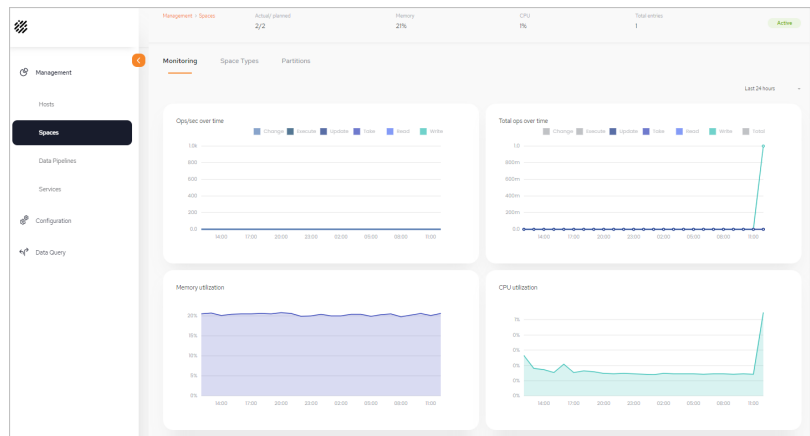 Management > Spaces
Actual/ planned
2/2
Memory
21%
CPU
1%
Total entries
1
Active
Management
Hosts
Spaces
Data Pipelines
Services
Configuration
Data Query
Monitoring Space Types Partitions
Last 24 hours
Ops/sec over time
Change Execute Update Take Read Write
1.0k
800
600
400
200
0.0
14:00 17:00 20:00 23:00 02:00 05:00 08:00 11:00
Total ops over time
Change Execute Update Take Read Write Total
1.0
800m
600m
400m
200m
0.0
14:00 17:00 20:00 23:00 02:00 05:00 08:00 11:00
Memory utilization
20%
15%
10%
5%
0%
14:00 17:00 20:00 23:00 02:00 05:00 08:00 11:00
CPU utilization
1%
0%
0%
0%
0%
0%
14:00 17:00 20:00 23:00 02:00 05:00 08:00 11:00